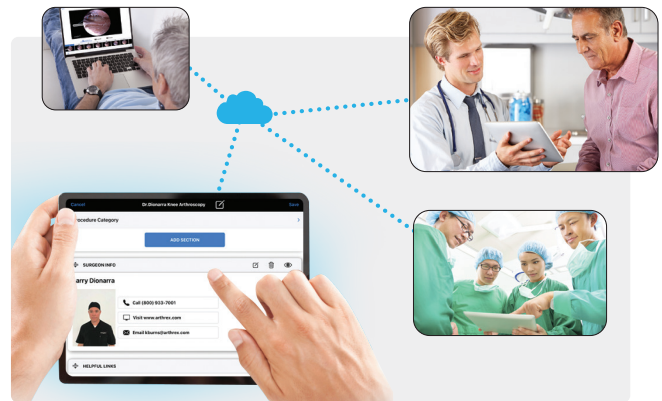 Cancel Dr.Dionarra Knee Arthroscopy Save
Procedure Category
ADD SECTION
SURGEON INFO
arry Dionarra
Call (800) 933-7001
Visit www.arthrex.com
Email kburns@arthrex.com
HELPFUL LINKS